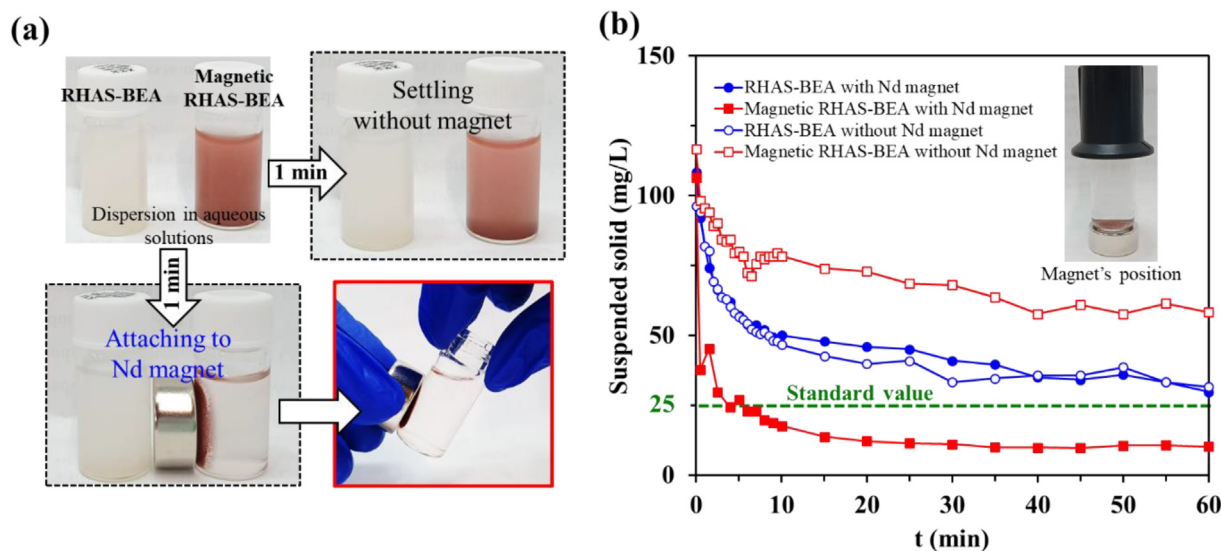 (a)
RHAS-BEA
Magnetic
RHAS-BEA
Dispersion in aqueous
solutions
1 min
Settling
without magnet
1 min
Attaching to
Nd magnet
(b)
150
100
50
25
0
Suspended solid (mg/L)
RHAS-BEA with Nd magnet
Magnetic RHAS-BEA with Nd magnet
RHAS-BEA without Nd magnet
Magnetic RHAS-BEA without Nd magnet
Magnet's position
Standard value
0
10
20
30
40
50
60
t (min)